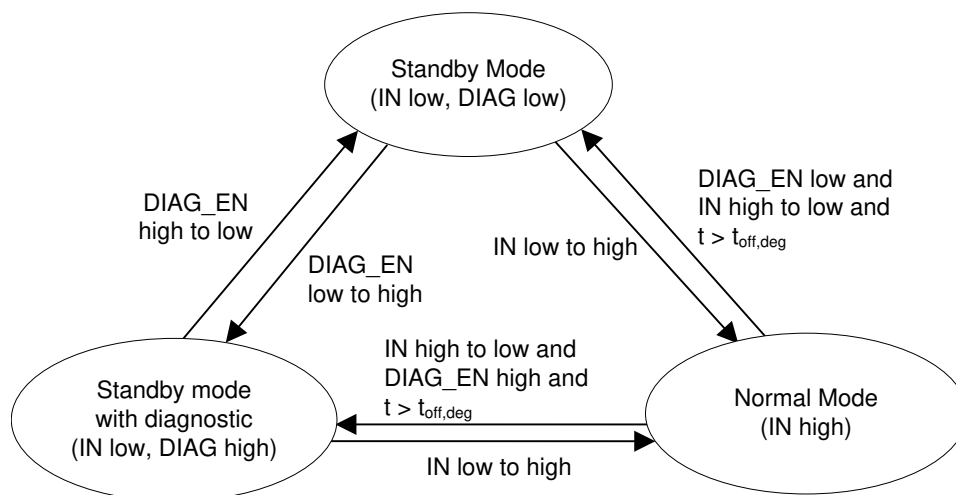 Standby Mode
(IN low, DIAG low)
DIAG_EN
high to low
DIAG_EN
low to high
IN low to high
DIAG_EN low and
IN high to low and
t > toff,deg
IN high to low and
DIAG_EN high and
t > toff,deg
Standby mode
with diagnostic
(IN low, DIAG high)
Normal Mode
(IN high)
IN low to high